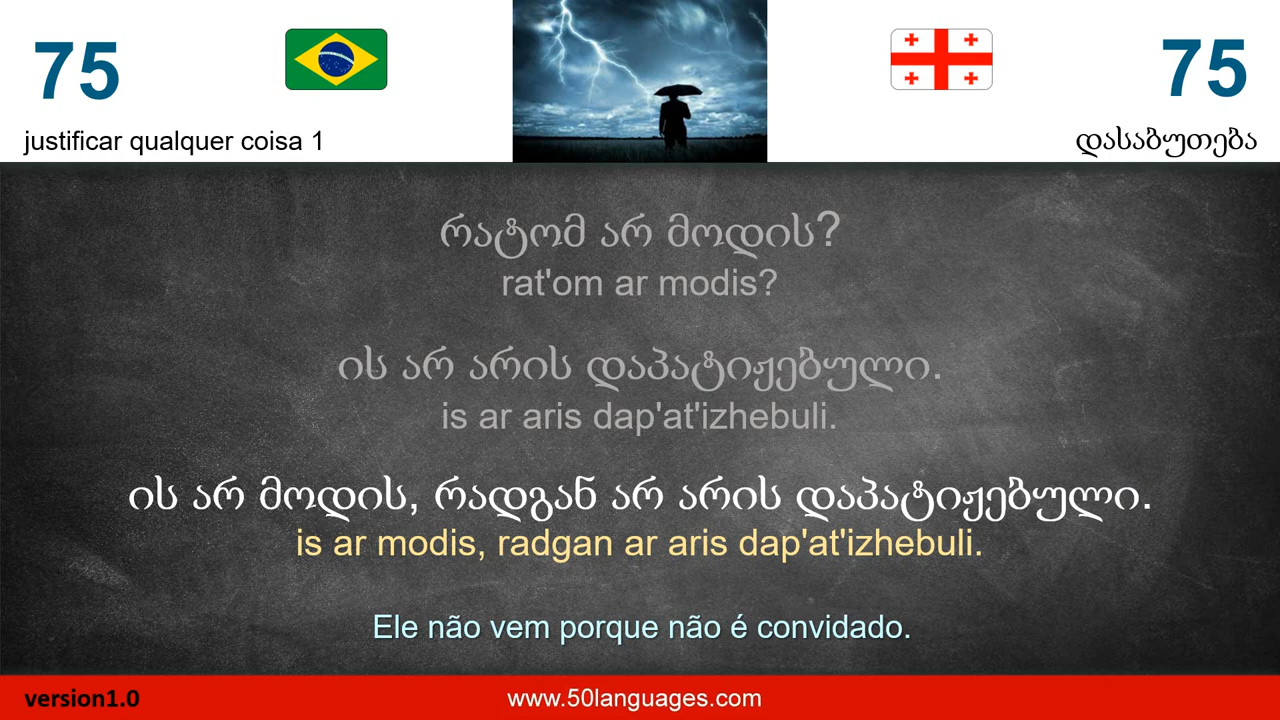 75
75
justificar qualquer coisa 1
დასაბუთება
რატომ არ მოდის?
rat'om ar modis?
ის არ არის დაპატიჟებული.
is ar aris dap'at'izhebuli.
ის არ მოდის, რადგან არ არის დაპატიჟებული.
is ar modis, radgan ar aris dap'at'izhebuli.
Ele não vem porque não é convidado.
version1.0
www.50languages.com